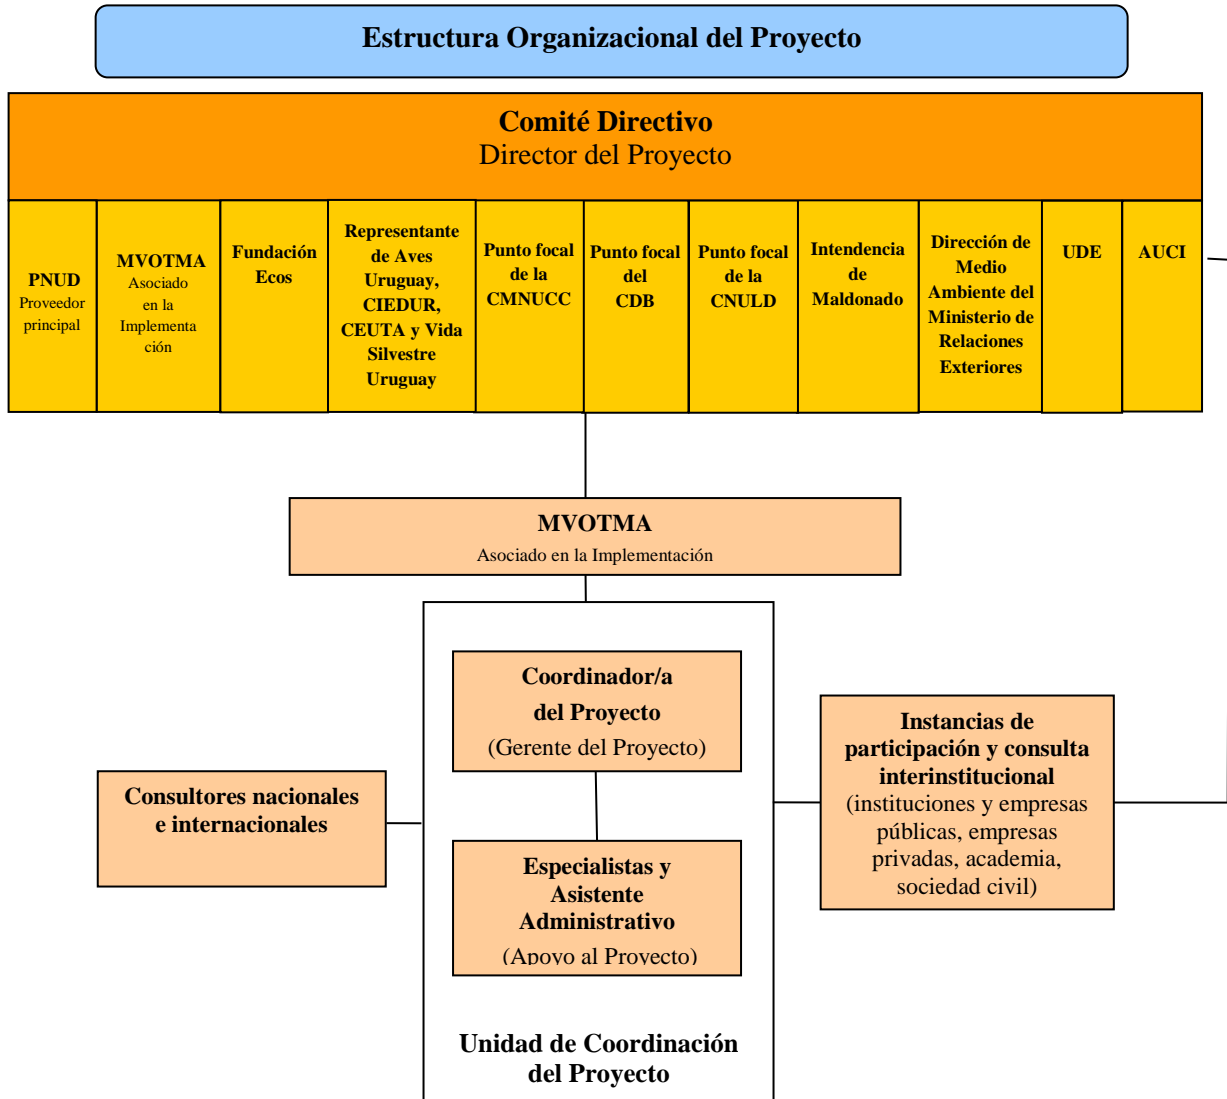 Estructura Organizacional del Proyecto
Comité Directivo
Director del Proyecto
PNUD
Proveedor
principal
MVOTMA
Asociado
en la
Implementa
ción
Fundación
Ecos
Representante
de Aves
Uruguay,
CIEDUR,
CEUTA y Vida
Silvestre
Uruguay
Punto focal
de la
CMNUCC
Punto focal
del
CDB
Punto focal
de la
CNULD
Intendencia
de
Maldonado
Dirección de
Medio
Ambiente del
Ministerio de
Relaciones
Exteriores
UDE
AUCI
MVOTMA
Asociado en la Implementación
Coordinador/a
del Proyecto
(Gerente del Proyecto)
Consultores nacionales
e internacionales
Instancias de
participación y consulta
interinstitucional
(instituciones y empresas
públicas, empresas
privadas, academia,
sociedad civil)
Especialistas y
Asistente
Administrativo
(Apoyo al Proyecto)
Unidad de Coordinación
del Proyecto